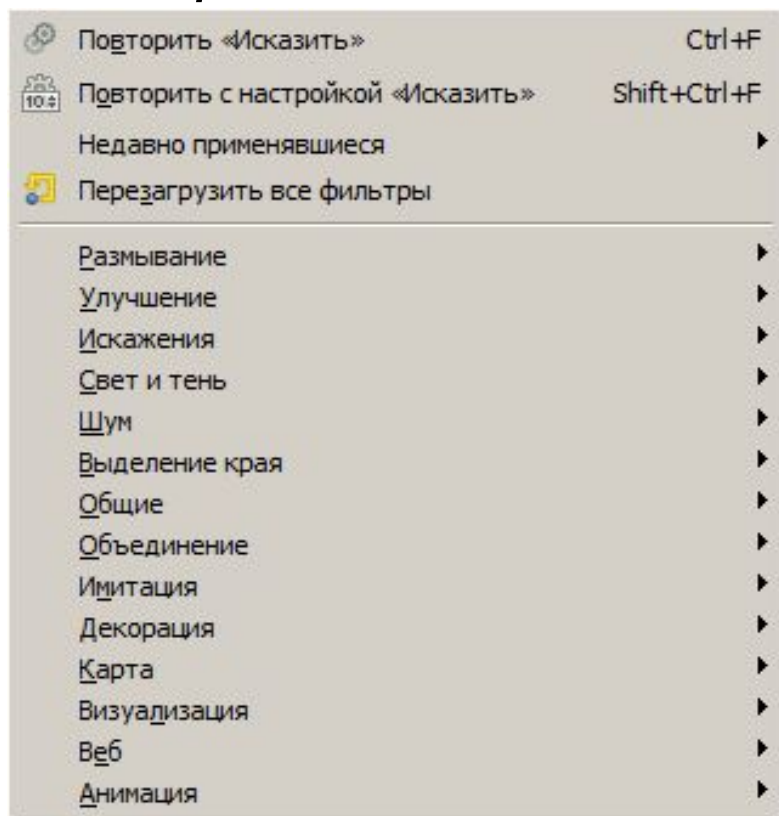 Повторить «Исказить» Ctrl+F
10
Повторить с настройкой «Исказить» Shift+Ctrl+F
Недавно применявшиеся
Перезагрузить все фильтры
Размывание
Улучшение
Искажения
Свет и тень
Шум
Выделение края
Общие
Объединение
Имитация
Декорация
Карта
Визуализация
Веб
Анимация